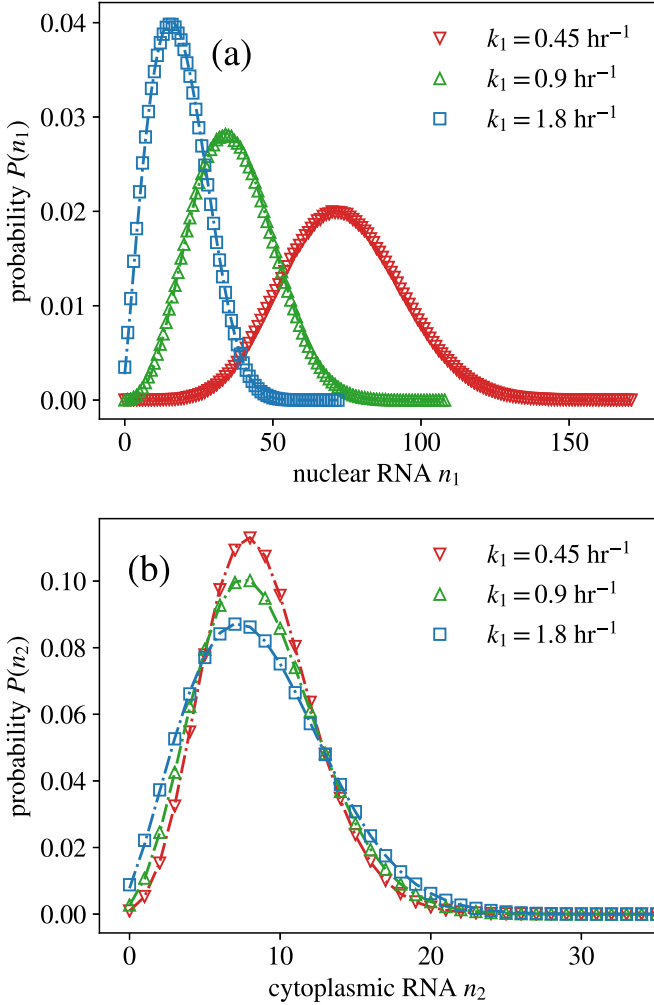 0.04
0.03
0.02
0.01
0.00
probability P(n₁)
(a)
k₁ = 0.45 hr⁻¹
k₁ = 0.9 hr⁻¹
k₁ = 1.8 hr⁻¹
0 50 100 150
nuclear RNA n₁
0.10
0.08
0.06
0.04
0.02
0.00
probability P(n₂)
(b)
k₁ = 0.45 hr⁻¹
k₁ = 0.9 hr⁻¹
k₁ = 1.8 hr⁻¹
0 10 20 30
cytoplasmic RNA n₂